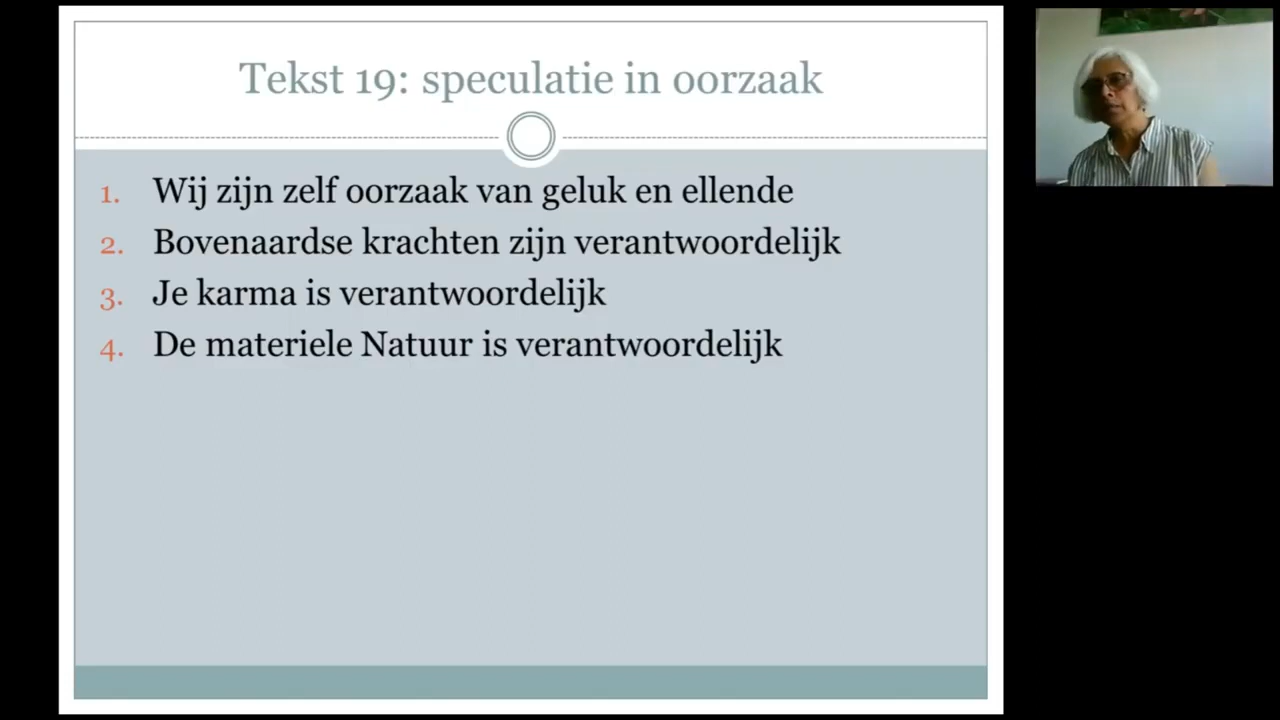 Tekst 19: speculatie in oorzaak
1. Wij zijn zelf oorzaak van geluk en ellende
2. Bovenaardse krachten zijn verantwoordelijk
3. Je karma is verantwoordelijk
4. De materiele Natuur is verantwoordelijk